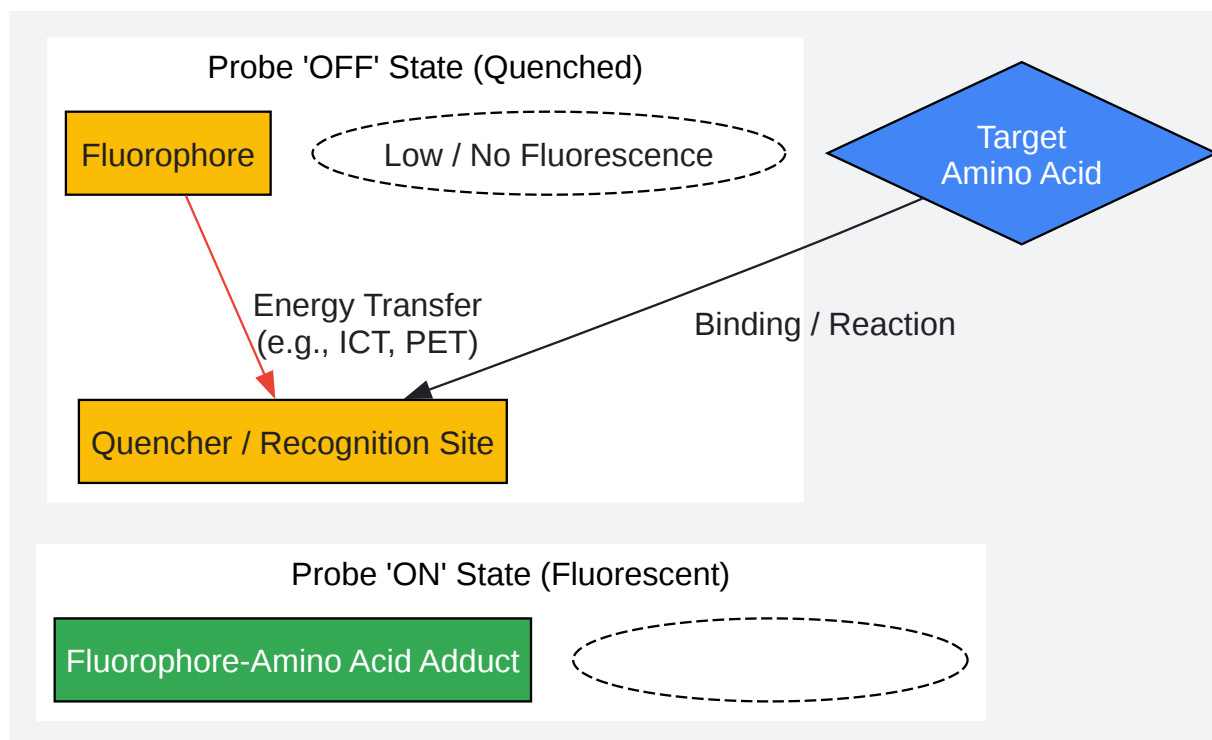 Probe 'OFF' State (Quenched)
Fluorophore
Low / No Fluorescence
Target
Amino Acid
Energy Transfer
(e.g., ICT, PET)
Binding / Reaction
Quencher / Recognition Site
Probe 'ON' State (Fluorescent)
Fluorophore-Amino Acid Adduct